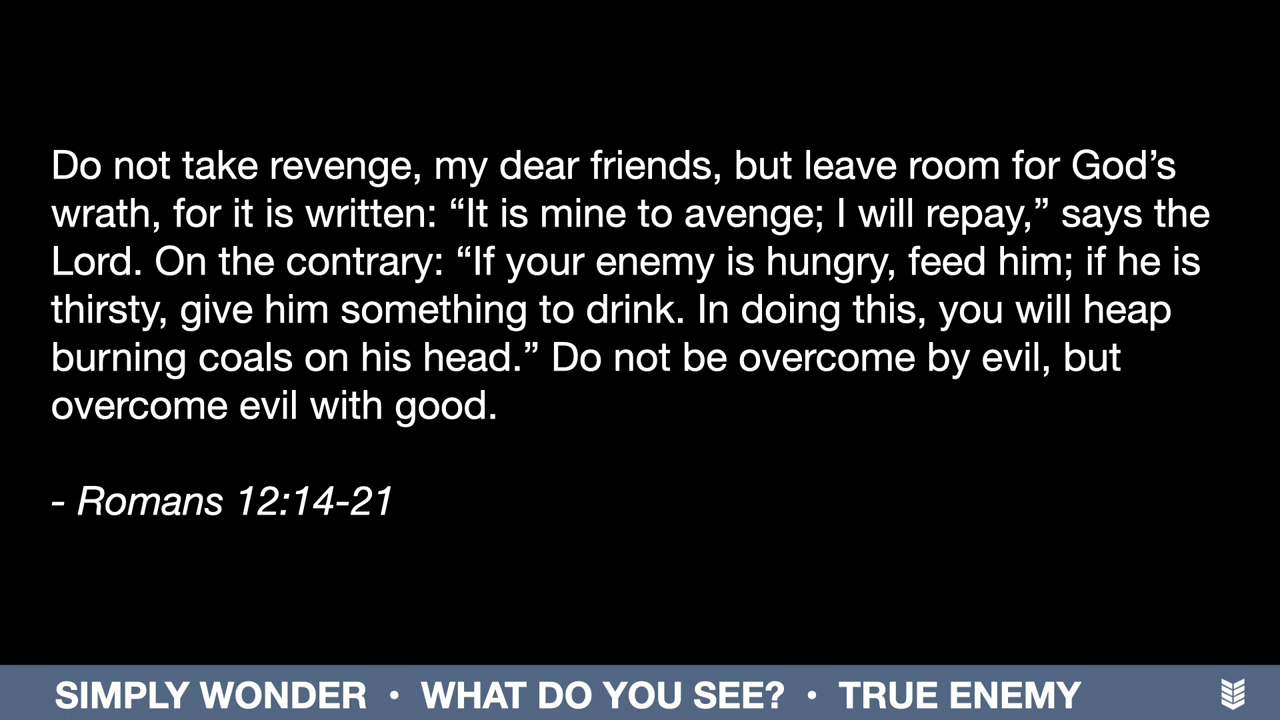 Do not take revenge, my dear friends, but leave room for God’s
wrath, for it is written: “It is mine to avenge; I will repay,” says the
Lord. On the contrary: “If your enemy is hungry, feed him; if he is
thirsty, give him something to drink. In doing this, you will heap
burning coals on his head.” Do not be overcome by evil, but
overcome evil with good.
- Romans 12:14-21
SIMPLY WONDER • WHAT DO YOU SEE? • TRUE ENEMY